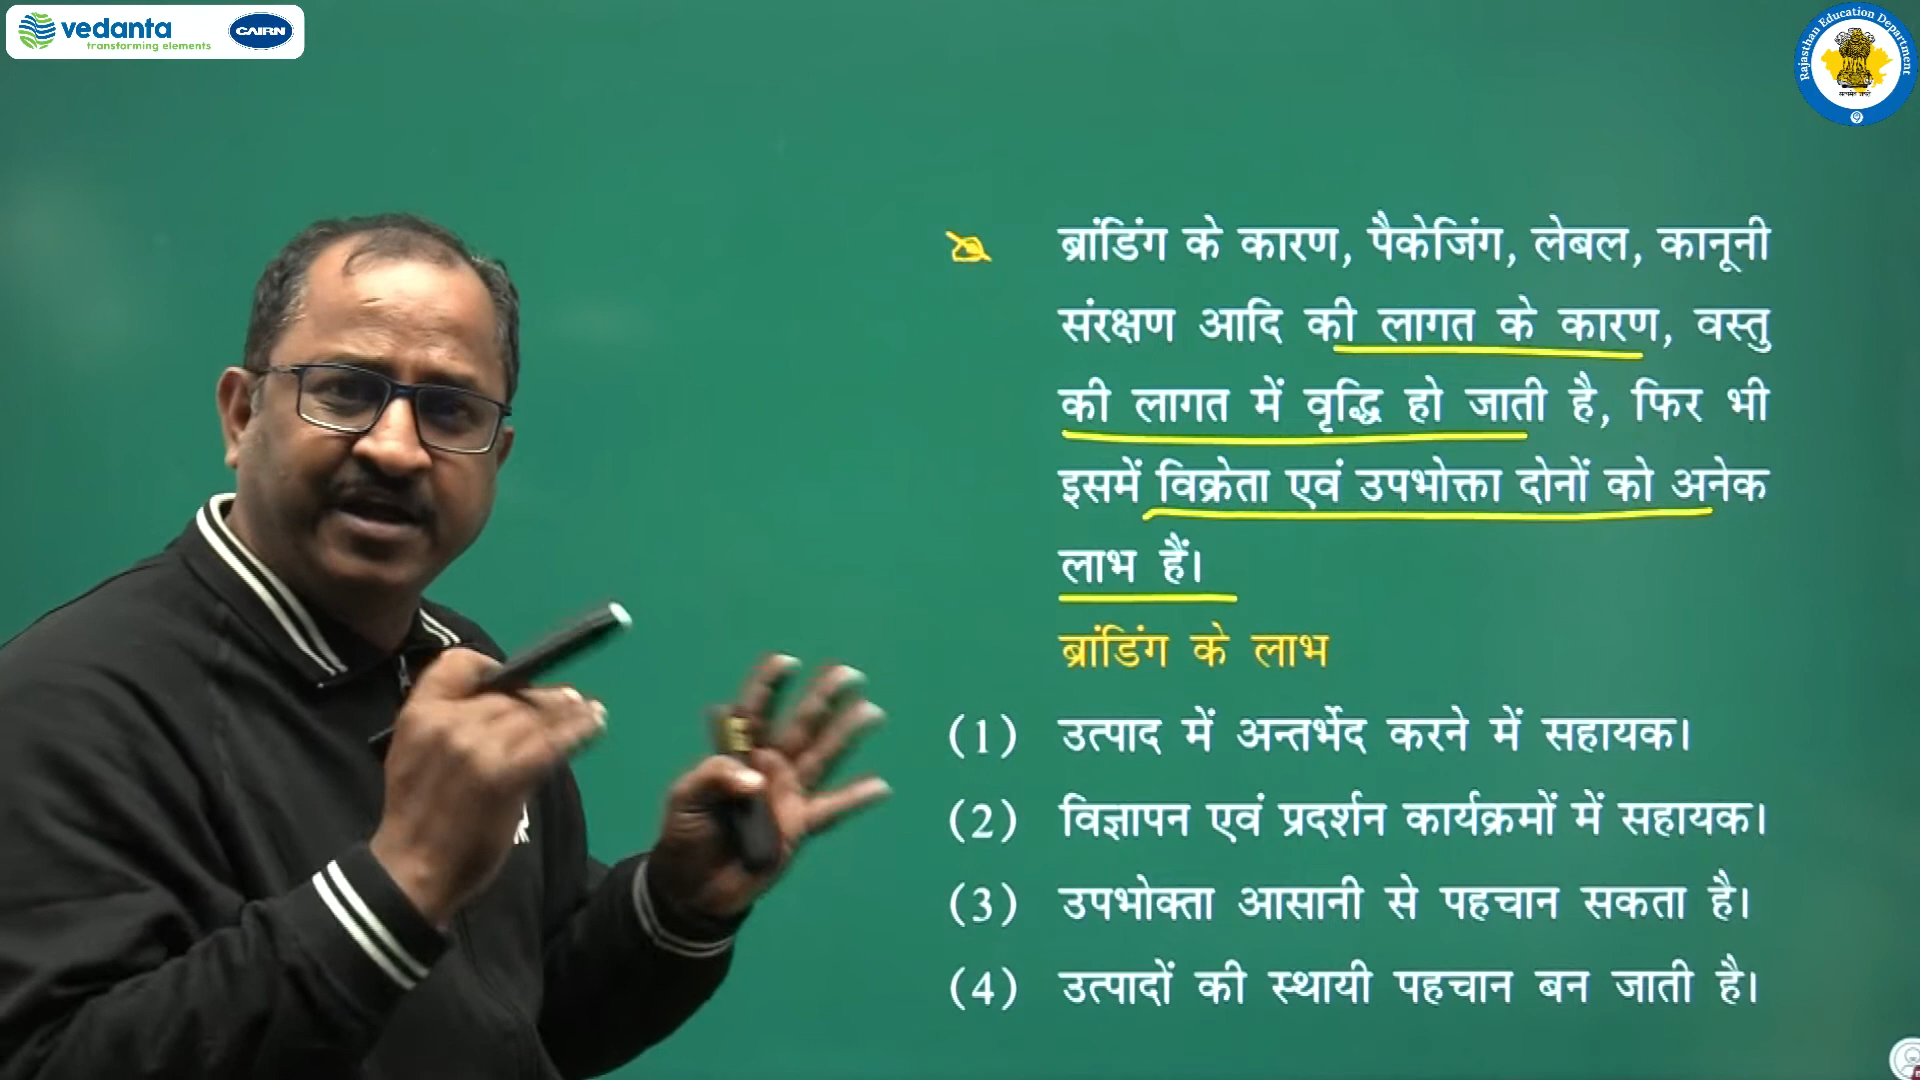 vedanta
transforming elements
CAIRN
Rajasthan Education Department
ब्रांडिंग के कारण, पैकेजिंग, लेबल, कानूनी
संरक्षण आदि की लागत के कारण, वस्तु
की लागत में वृद्धि हो जाती है, फिर भी
इसमें विक्रेता एवं उपभोक्ता दोनों को अनेक
लाभ हैं।
ब्रांडिंग के लाभ
(1) उत्पाद में अन्तर्भेद करने में सहायक।
(2) विज्ञापन एवं प्रदर्शन कार्यक्रमों में सहायक।
(3) उपभोक्ता आसानी से पहचान सकता है।
(4) उत्पादों की स्थायी पहचान बन जाती है।